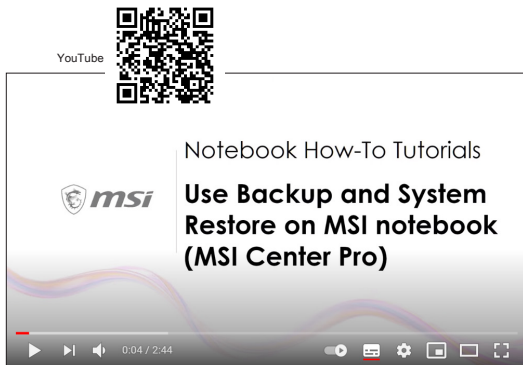 YouTube
Notebook How-To Tutorials
msi
Use Backup and System
Restore on MSI notebook
(MSI Center Pro)
0:04 / 2:44